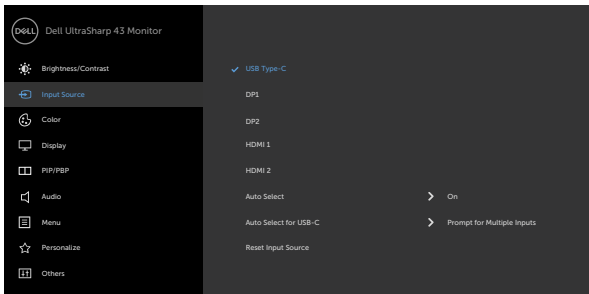 DELL Dell UltraSharp 43 Monitor
Brightness/Contrast
USB Type-C
Input Source
DP1
Color
DP2
Display
HDMI 1
PIP/PBP
HDMI 2
Audio
Auto Select On
Menu
Auto Select for USB-C Prompt for Multiple Inputs
Personalize
Reset Input Source
Others